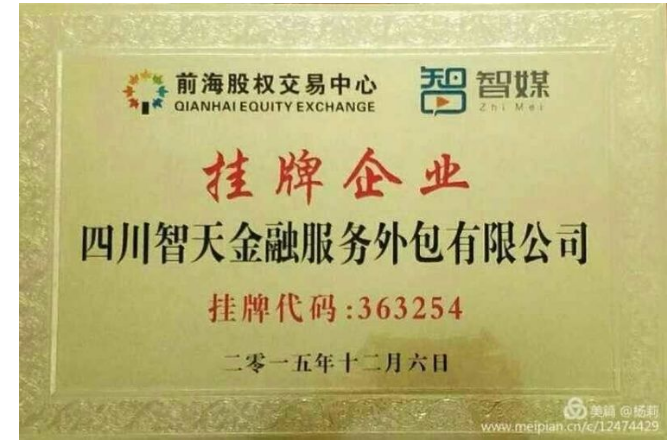 前海股权交易中心
QIANHAI EQUITY EXCHANGE
智 智媒
Zhi Mei
挂牌企业
四川智天金融服务外包有限公司
挂牌代码:363254
二零一五年十二月六日
美篇 @杨莉
www.meipian.cn/c/12474429